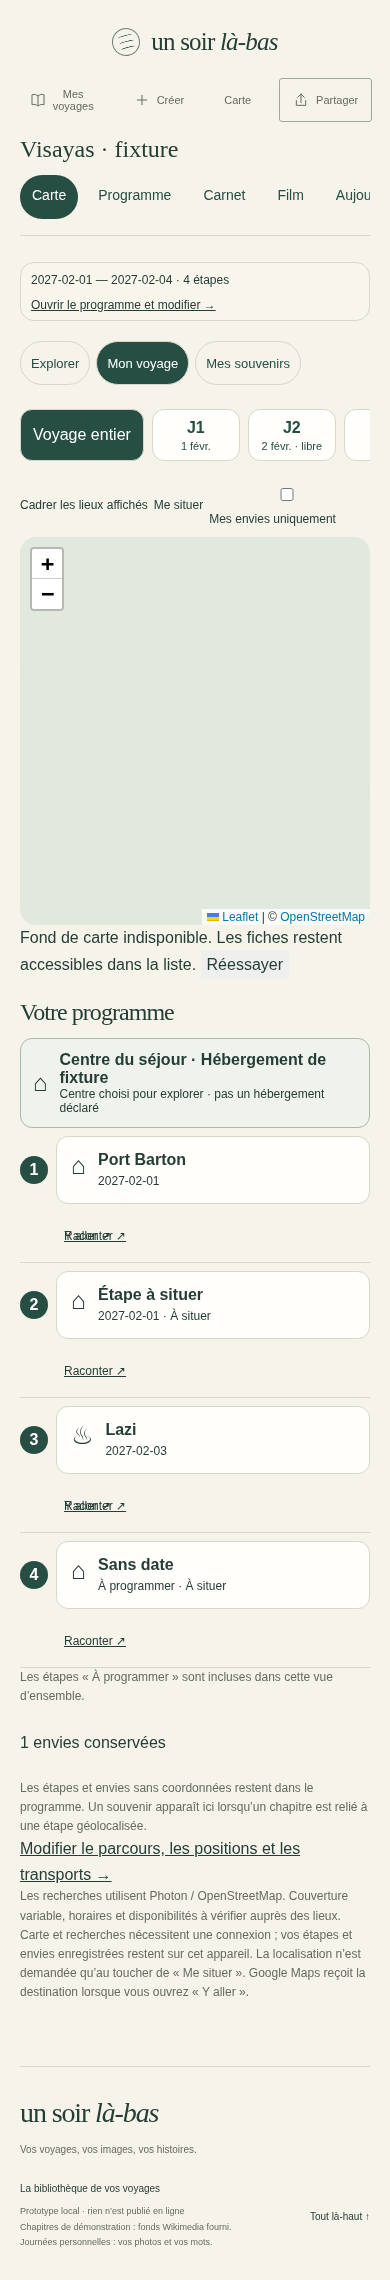 un soir là-bas
Mes voyages
Créer
Carte
Partager
Visayas · fixture
Carte Programme Carnet Film Aujou
2027-02-01 — 2027-02-04 · 4 étapes
Ouvrir le programme et modifier →
Explorer Mon voyage Mes souvenirs
Voyage entier
J1
1 févr.
J2
2 févr. · libre
Cadrer les lieux affichés Me situer
Mes envies uniquement
+
−
Leaflet | © OpenStreetMap
Fond de carte indisponible. Les fiches restent
accessibles dans la liste. Réessayer
Votre programme
Centre du séjour · Hébergement de
fixture
Centre choisi pour explorer · pas un hébergement
déclaré
1
Port Barton
2027-02-01
Raconter ↗
2
Étape à situer
2027-02-01 · À situer
Raconter ↗
3
Lazi
2027-02-03
Raconter ↗
4
Sans date
À programmer · À situer
Raconter ↗
Les étapes « À programmer » sont incluses dans cette vue
d’ensemble.
1 envies conservées
Les étapes et envies sans coordonnées restent dans le
programme. Un souvenir apparaît ici lorsqu’un chapitre est relié à
une étape géolocalisée.
Modifier le parcours, les positions et les
transports →
Les recherches utilisent Photon / OpenStreetMap. Couverture
variable, horaires et disponibilités à vérifier auprès des lieux.
Carte et recherches nécessitent une connexion ; vos étapes et
envies enregistrées restent sur cet appareil. La localisation n’est
demandée qu’au toucher de « Me situer ». Google Maps reçoit la
destination lorsque vous ouvrez « Y aller ».
un soir là-bas
Vos voyages, vos images, vos histoires.
La bibliothèque de vos voyages
Prototype local · rien n’est publié en ligne
Chapitres de démonstration : fonds Wikimedia fourni.
Journées personnelles : vos photos et vos mots.
Tout là-haut ↑